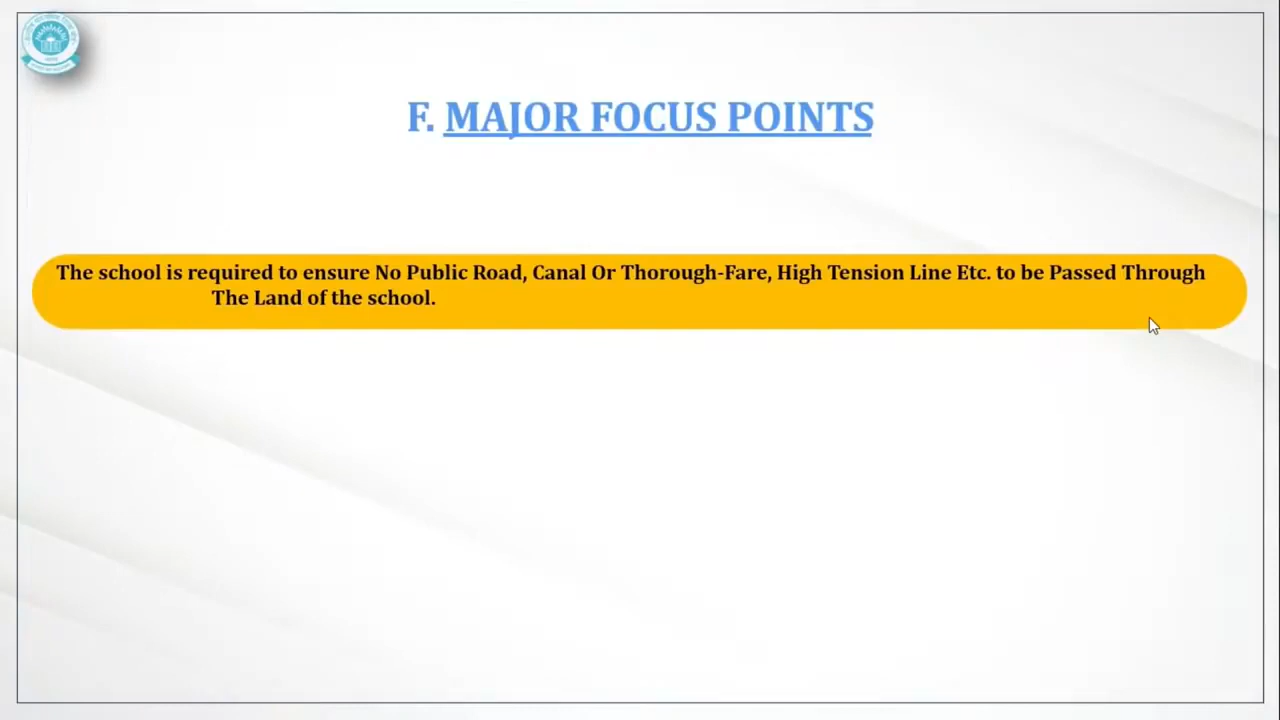 F. MAJOR FOCUS POINTS
The school is required to ensure No Public Road, Canal Or Thorough-Fare, High Tension Line Etc. to be Passed Through
The Land of the school.